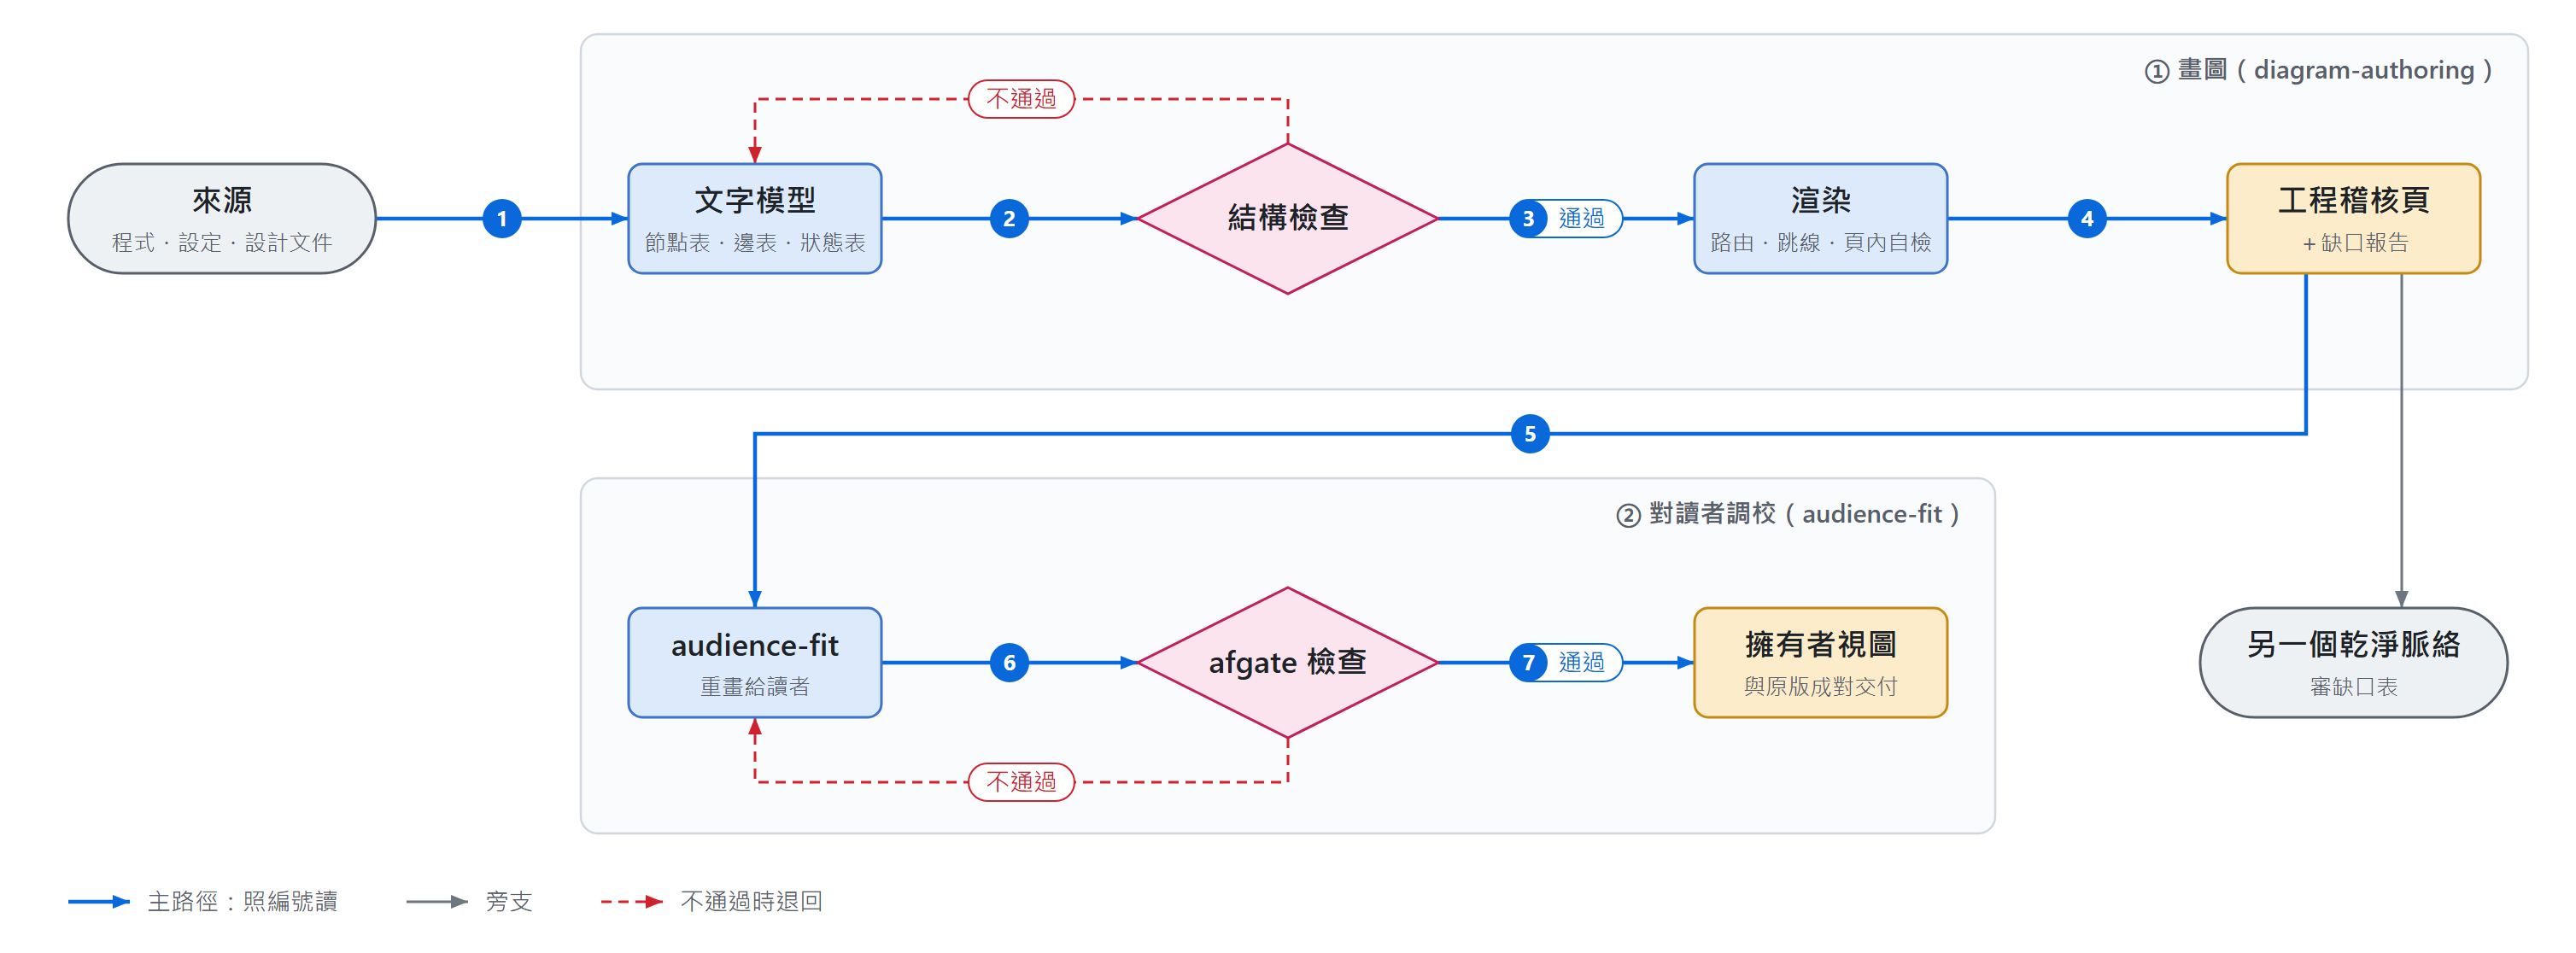 ① 畫圖（diagram-authoring）
不通過
來源
程式 · 設定 · 設計文件
1
文字模型
節點表 · 邊表 · 狀態表
2
結構檢查
3 通過
渲染
路由 · 跳線 · 頁內自檢
4
工程稽核頁
+ 缺口報告
5
② 對讀者調校（audience-fit）
audience-fit
重畫給讀者
6
afgate 檢查
7 通過
擁有者視圖
與原版成對交付
另一個乾淨脈絡
審缺口表
不通過
主路徑：照編號讀
旁支
不通過時退回